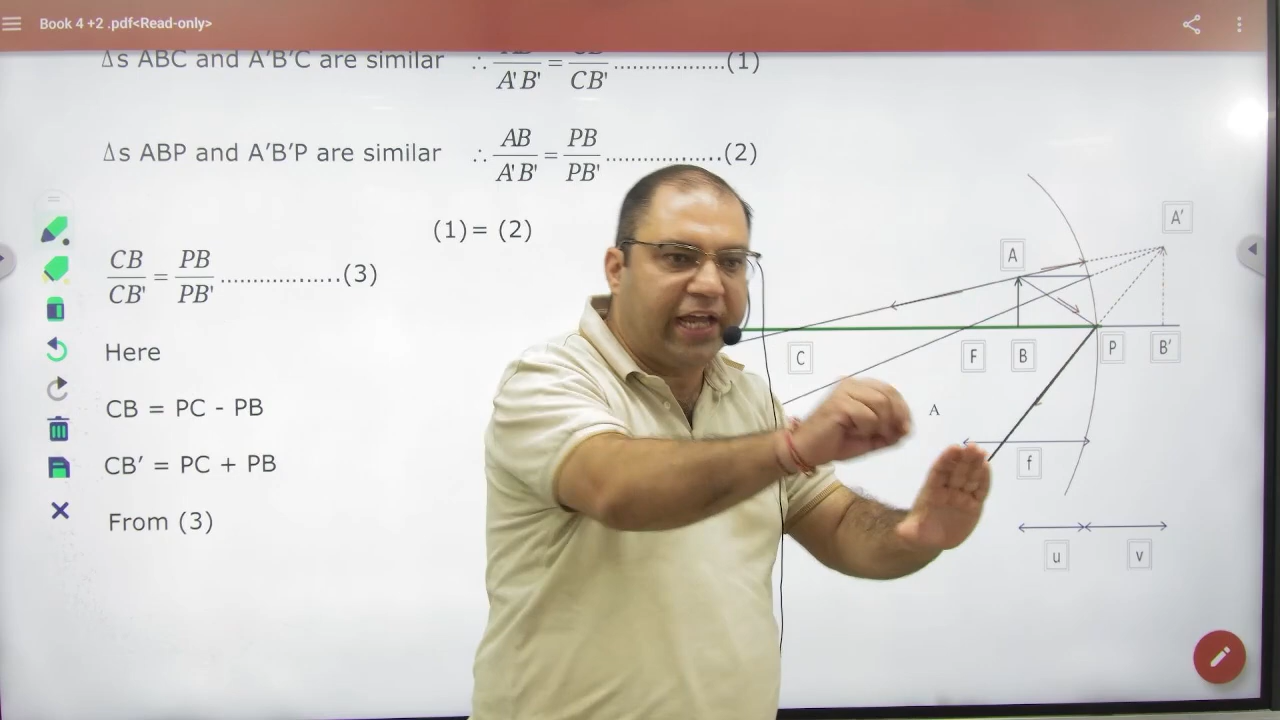 Book 4 +2 .pdf<Read-only>
Δs ABC and A'B'C are similar ∴ AB/A'B' = CB/CB' ..................(1)
Δs ABP and A'B'P are similar ∴ AB/A'B' = PB/PB' ..................(2)
(1)= (2)
CB/CB' = PB/PB' ..................(3)
Here
CB = PC - PB
CB′ = PC + PB
From (3)
A'
A
C
F
B
P
B'
A
f
u
v